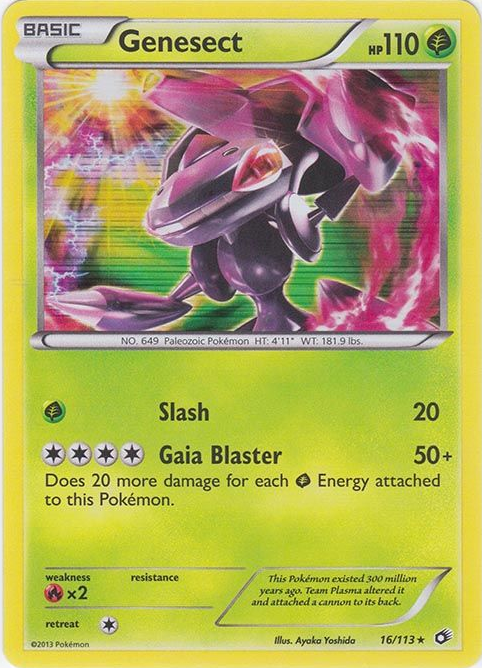 BASIC
Genesect
HP110
NO. 649 Paleozoic Pokémon HT: 4'11" WT: 181.9 lbs.
Slash 20
Gaia Blaster 50+
Does 20 more damage for each Energy attached
to this Pokémon.
weakness resistance
×2
This Pokémon existed 300 million
years ago. Team Plasma altered it
and attached a cannon to its back.
retreat
©2013 Pokémon Illus. Ayaka Yoshida 16/113 ★